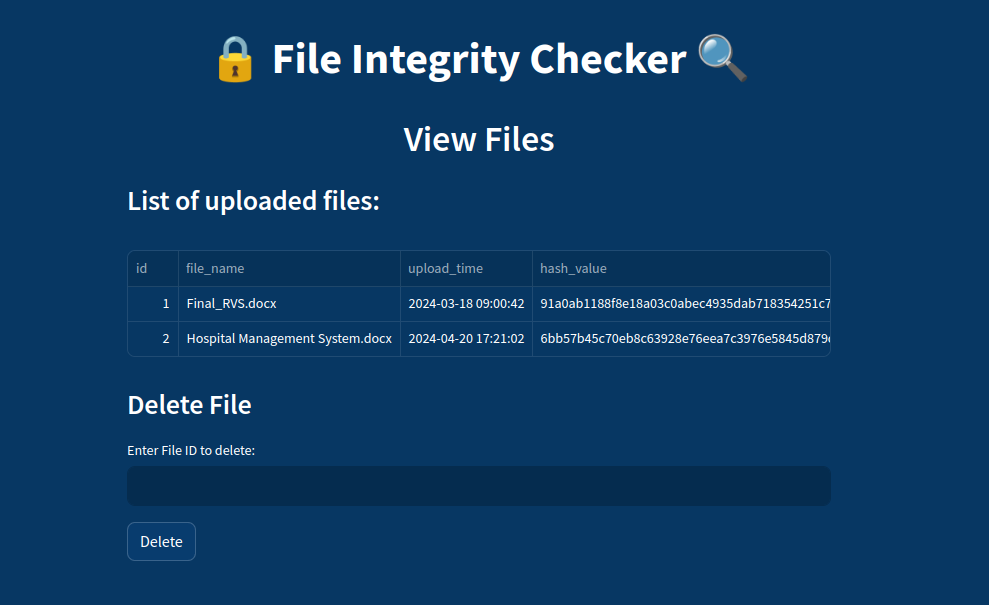 🔒 File Integrity Checker 🔍
View Files
List of uploaded files:
id file_name upload_time hash_value
1 Final_RVS.docx 2024-03-18 09:00:42 91a0ab1188f8e18a03c0abec4935dab718354251c7
2 Hospital Management System.docx 2024-04-20 17:21:02 6bb57b45c70eb8c63928e76eea7c3976e5845d879
Delete File
Enter File ID to delete:
Delete